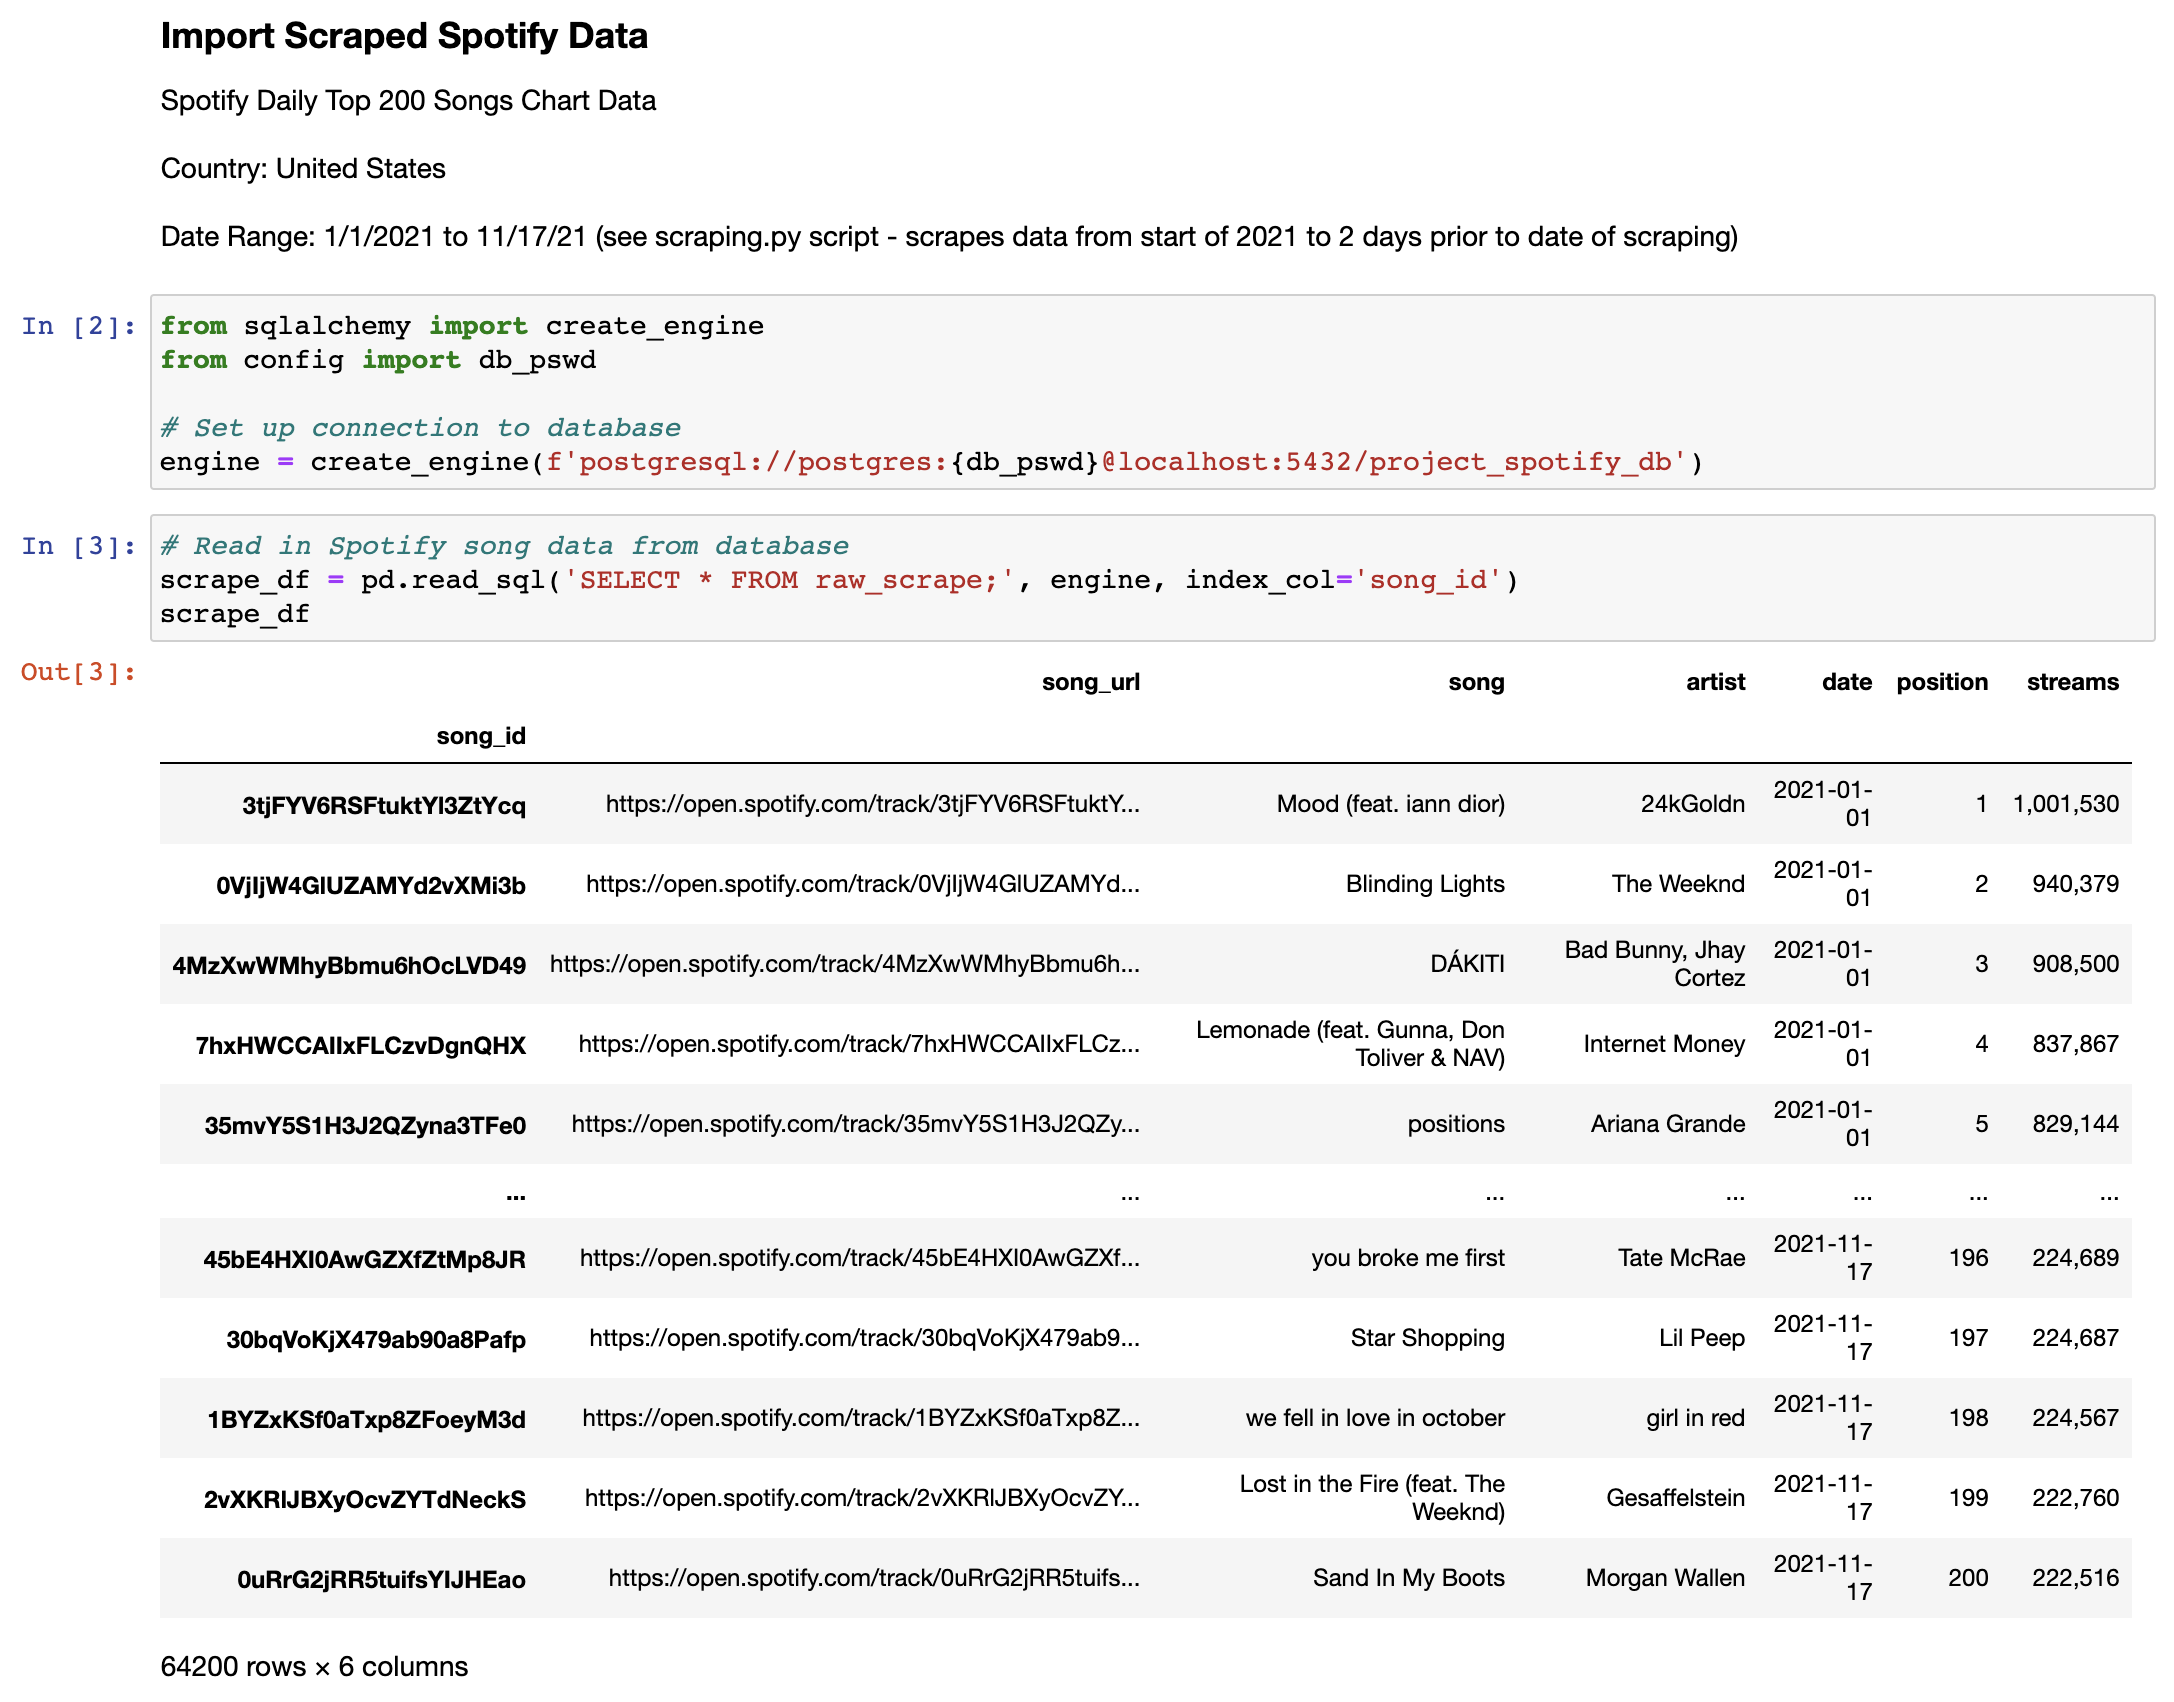 Import Scraped Spotify Data
Spotify Daily Top 200 Songs Chart Data
Country: United States
Date Range: 1/1/2021 to 11/17/21 (see scraping.py script - scrapes data from start of 2021 to 2 days prior to date of scraping)
In [2]: from sqlalchemy import create_engine
from config import db_pswd
# Set up connection to database
engine = create_engine(f'postgresql://postgres:{db_pswd}@localhost:5432/project_spotify_db')
In [3]: # Read in Spotify song data from database
scrape_df = pd.read_sql('SELECT * FROM raw_scrape;', engine, index_col='song_id')
scrape_df
Out[3]: song_url song artist date position streams
song_id
3tjFYV6RSFtuktYl3ZtYcq https://open.spotify.com/track/3tjFYV6RSFtuktY... Mood (feat. iann dior) 24kGoldn 2021-01-01 1 1,001,530
0VjIjW4GlUZAMYd2vXMi3b https://open.spotify.com/track/0VjIjW4GlUZAMYd... Blinding Lights The Weeknd 2021-01-01 2 940,379
4MzXwWMhyBbmu6hOcLVD49 https://open.spotify.com/track/4MzXwWMhyBbmu6h... DÁKITI Bad Bunny, Jhay Cortez 2021-01-01 3 908,500
7hxHWCCAIIxFLCzvDgnQHX https://open.spotify.com/track/7hxHWCCAIIxFLCz... Lemonade (feat. Gunna, Don Toliver & NAV) Internet Money 2021-01-01 4 837,867
35mvY5S1H3J2QZyna3TFe0 https://open.spotify.com/track/35mvY5S1H3J2QZy... positions Ariana Grande 2021-01-01 5 829,144
... ... ... ... ... ... ...
45bE4HXI0AwGZXfZtMp8JR https://open.spotify.com/track/45bE4HXI0AwGZXf... you broke me first Tate McRae 2021-11-17 196 224,689
30bqVoKjX479ab90a8Pafp https://open.spotify.com/track/30bqVoKjX479ab9... Star Shopping Lil Peep 2021-11-17 197 224,687
1BYZxKSf0aTxp8ZFoeyM3d https://open.spotify.com/track/1BYZxKSf0aTxp8Z... we fell in love in october girl in red 2021-11-17 198 224,567
2vXKRlJBXyOcvZYTdNeckS https://open.spotify.com/track/2vXKRlJBXyOcvZY... Lost in the Fire (feat. The Weeknd) Gesaffelstein 2021-11-17 199 222,760
0uRrG2jRR5tuifsYlJHEao https://open.spotify.com/track/0uRrG2jRR5tuifs... Sand In My Boots Morgan Wallen 2021-11-17 200 222,516
64200 rows × 6 columns